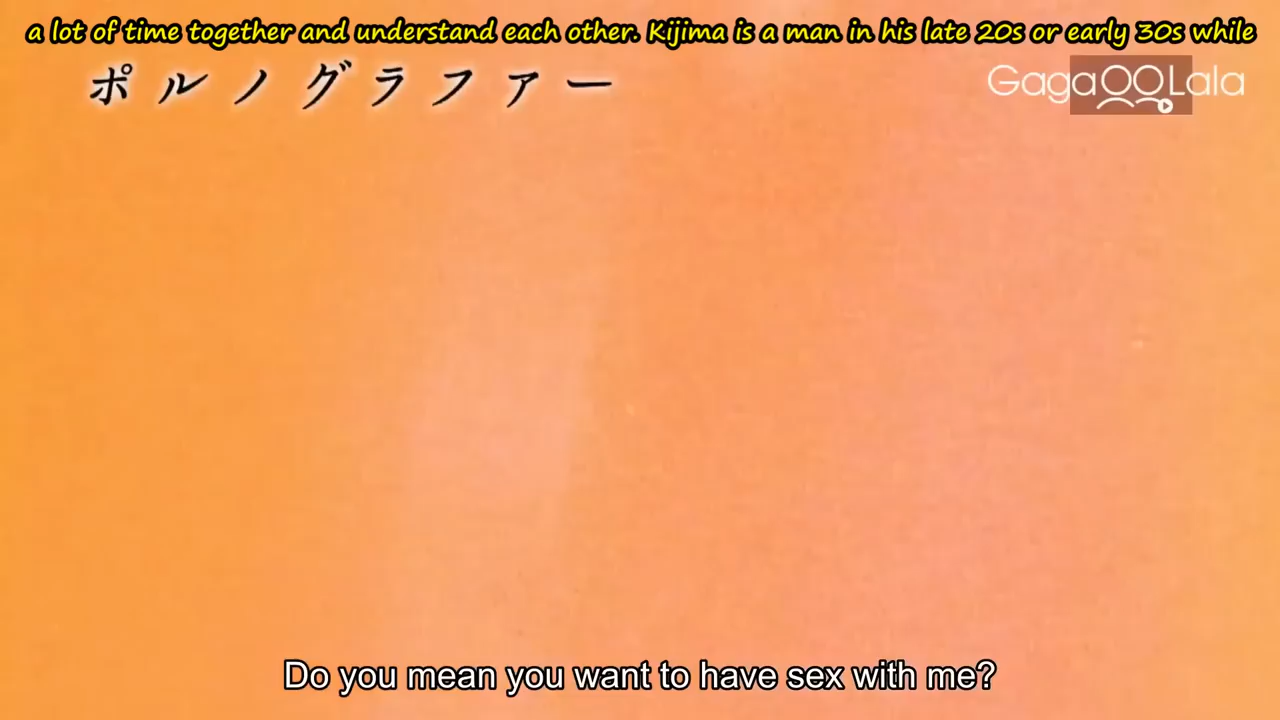 a lot of time together and understand each other. Kijima is a man in his late 20s or early 30s while
ポルノグラファー
GagaOOLala
Do you mean you want to have sex with me?